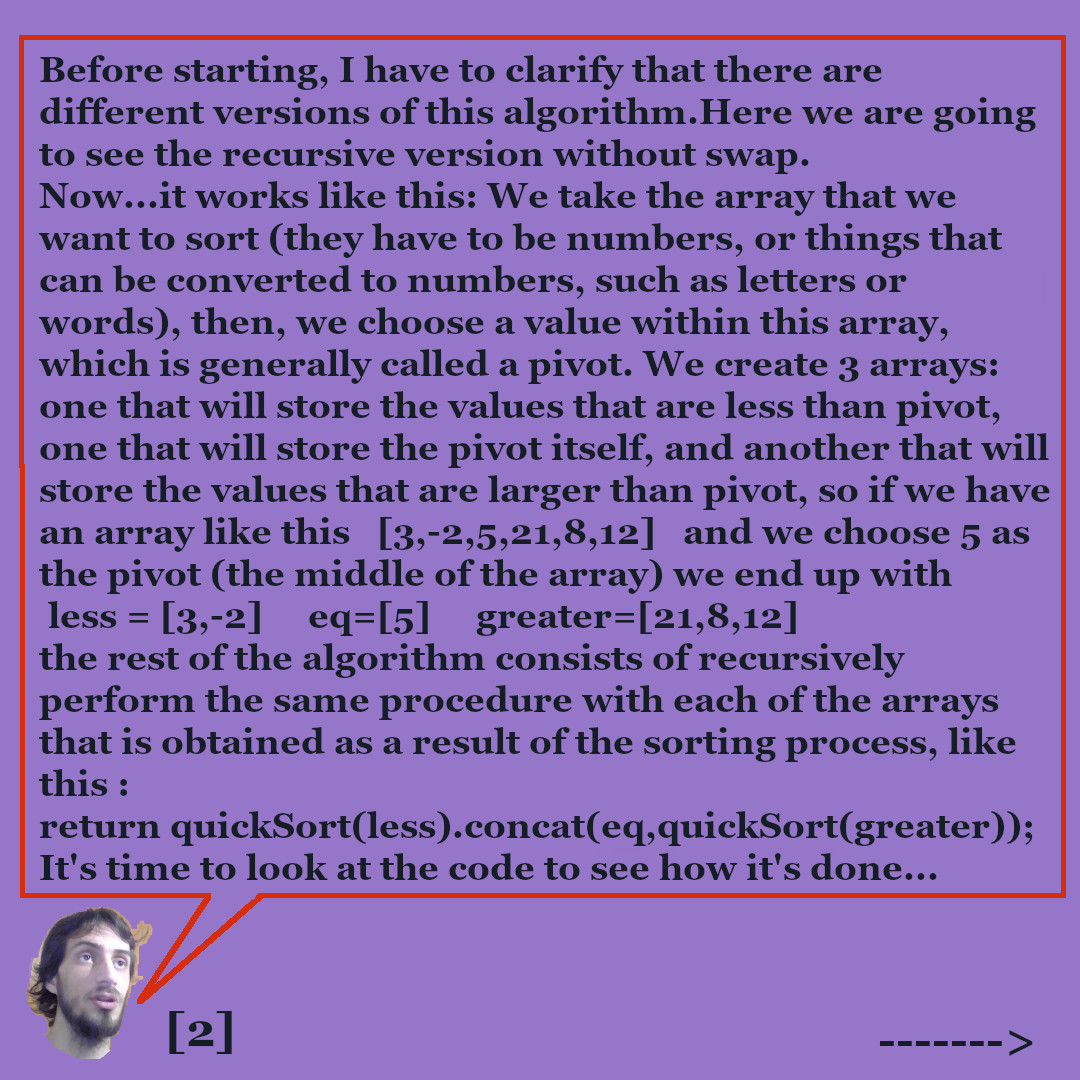 Before starting, I have to clarify that there are
different versions of this algorithm.Here we are going
to see the recursive version without swap.
Now...it works like this: We take the array that we
want to sort (they have to be numbers, or things that
can be converted to numbers, such as letters or
words), then, we choose a value within this array,
which is generally called a pivot. We create 3 arrays:
one that will store the values that are less than pivot,
one that will store the pivot itself, and another that will
store the values that are larger than pivot, so if we have
an array like this [3,-2,5,21,8,12] and we choose 5 as
the pivot (the middle of the array) we end up with
less = [3,-2] eq=[5] greater=[21,8,12]
the rest of the algorithm consists of recursively
perform the same procedure with each of the arrays
that is obtained as a result of the sorting process, like
this :
return quickSort(less).concat(eq,quickSort(greater));
It's time to look at the code to see how it's done...
[2]
------->